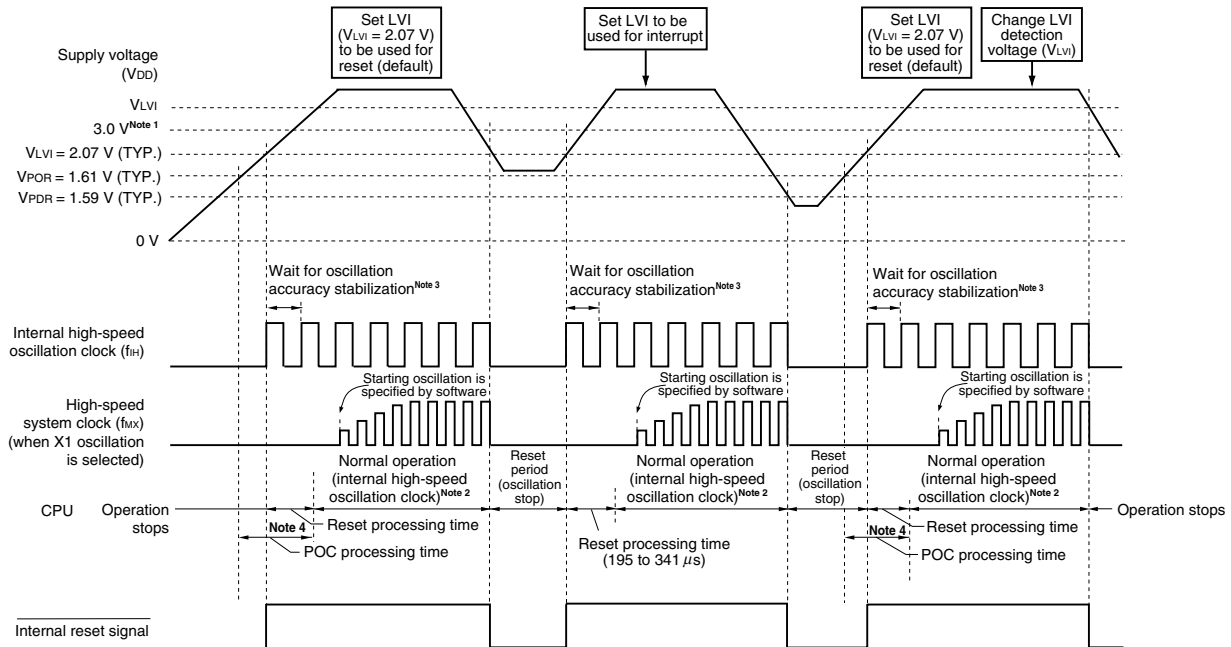 Set LVI
(VLVI = 2.07 V)
to be used for
reset (default)
Set LVI to be
used for interrupt
Set LVI
(VLVI = 2.07 V)
to be used for
reset (default)
Change LVI
detection
voltage (VLVI)
Supply voltage
(VDD)
VLVI
3.0 V Note 1
VLVI = 2.07 V (TYP.)
VPOR = 1.61 V (TYP.)
VPDR = 1.59 V (TYP.)
0 V
Wait for oscillation
accuracy stabilization Note 3
Wait for oscillation
accuracy stabilization Note 3
Wait for oscillation
accuracy stabilization Note 3
Internal high-speed
oscillation clock (fIH)
Starting oscillation is
specified by software
Starting oscillation is
specified by software
Starting oscillation is
specified by software
High-speed
system clock (fMX)
(when X1 oscillation
is selected)
Normal operation
(internal high-speed
oscillation clock) Note 2
Reset
period
(oscillation
stop)
Normal operation
(internal high-speed
oscillation clock) Note 2
Reset
period
(oscillation
stop)
Normal operation
(internal high-speed
oscillation clock) Note 2
CPU
Operation
stops
Operation stops
Reset processing time
Note 4
POC processing time
Reset processing time
(195 to 341 μs)
Reset processing time
Note 4
POC processing time
Internal reset signal